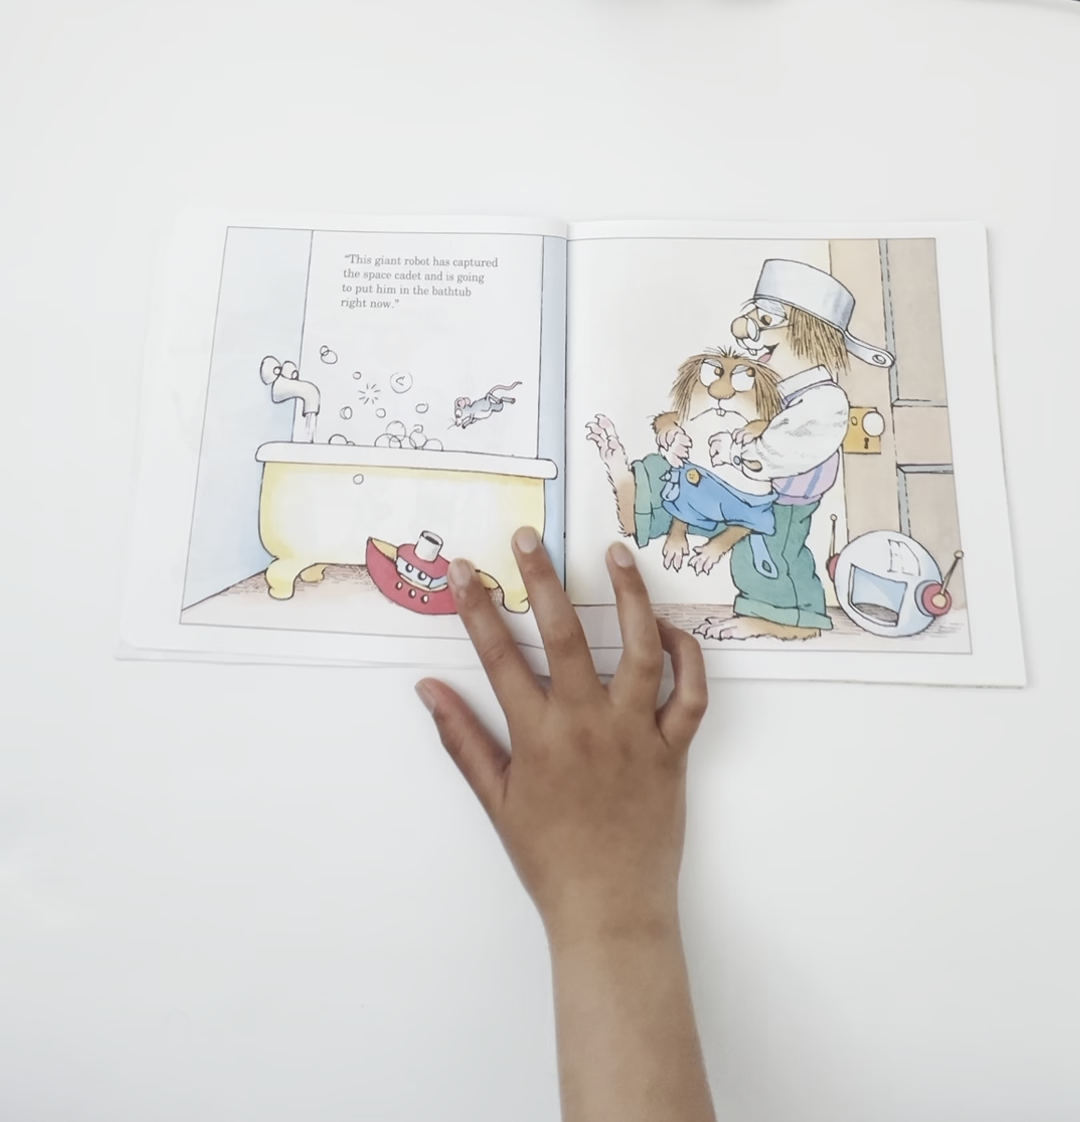 “This giant robot has captured
the space cadet and is going
to put him in the bathtub
right now.”